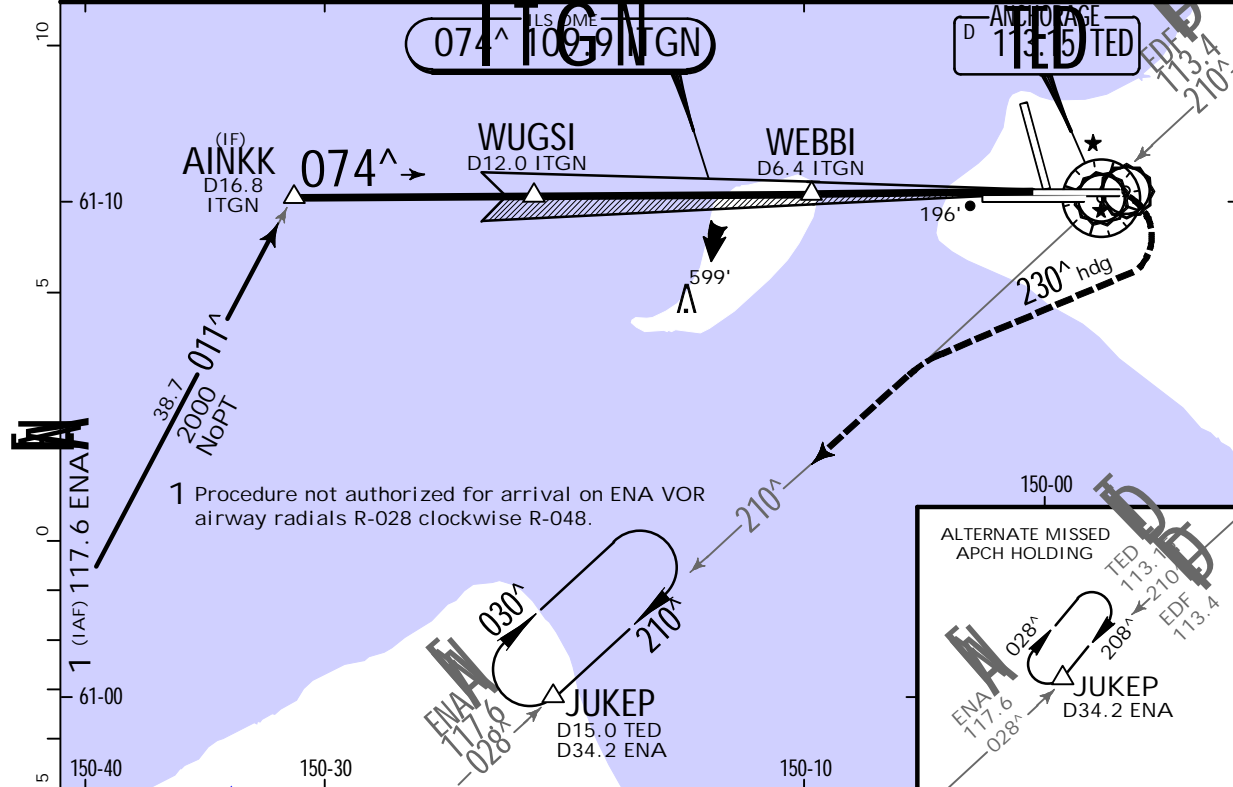 10
ILS DME
074^ 109.9 ITGN
ITGN
ANCHORAGE
D 113.15 TED
TED
EDF
113.4
210^
(IF)
AINKK
D16.8
ITGN
074^
WUGSI
D12.0 ITGN
WEBBI
D6.4 ITGN
61-10
196'
599'
230^ hdg
5
011^
38.7
2000
NoPT
1 (IAF) 117.6 ENA
1 Procedure not authorized for arrival on ENA VOR
airway radials R-028 clockwise R-048.
210^
0
030^
210^
ENA
117.6
028^
JUKEP
D15.0 TED
D34.2 ENA
61-00
5
150-40
150-30
150-10
150-00
ALTERNATE MISSED
APCH HOLDING
TED
210^
EDF
113.4
028^
208^
ENA
117.6
028^
JUKEP
D34.2 ENA